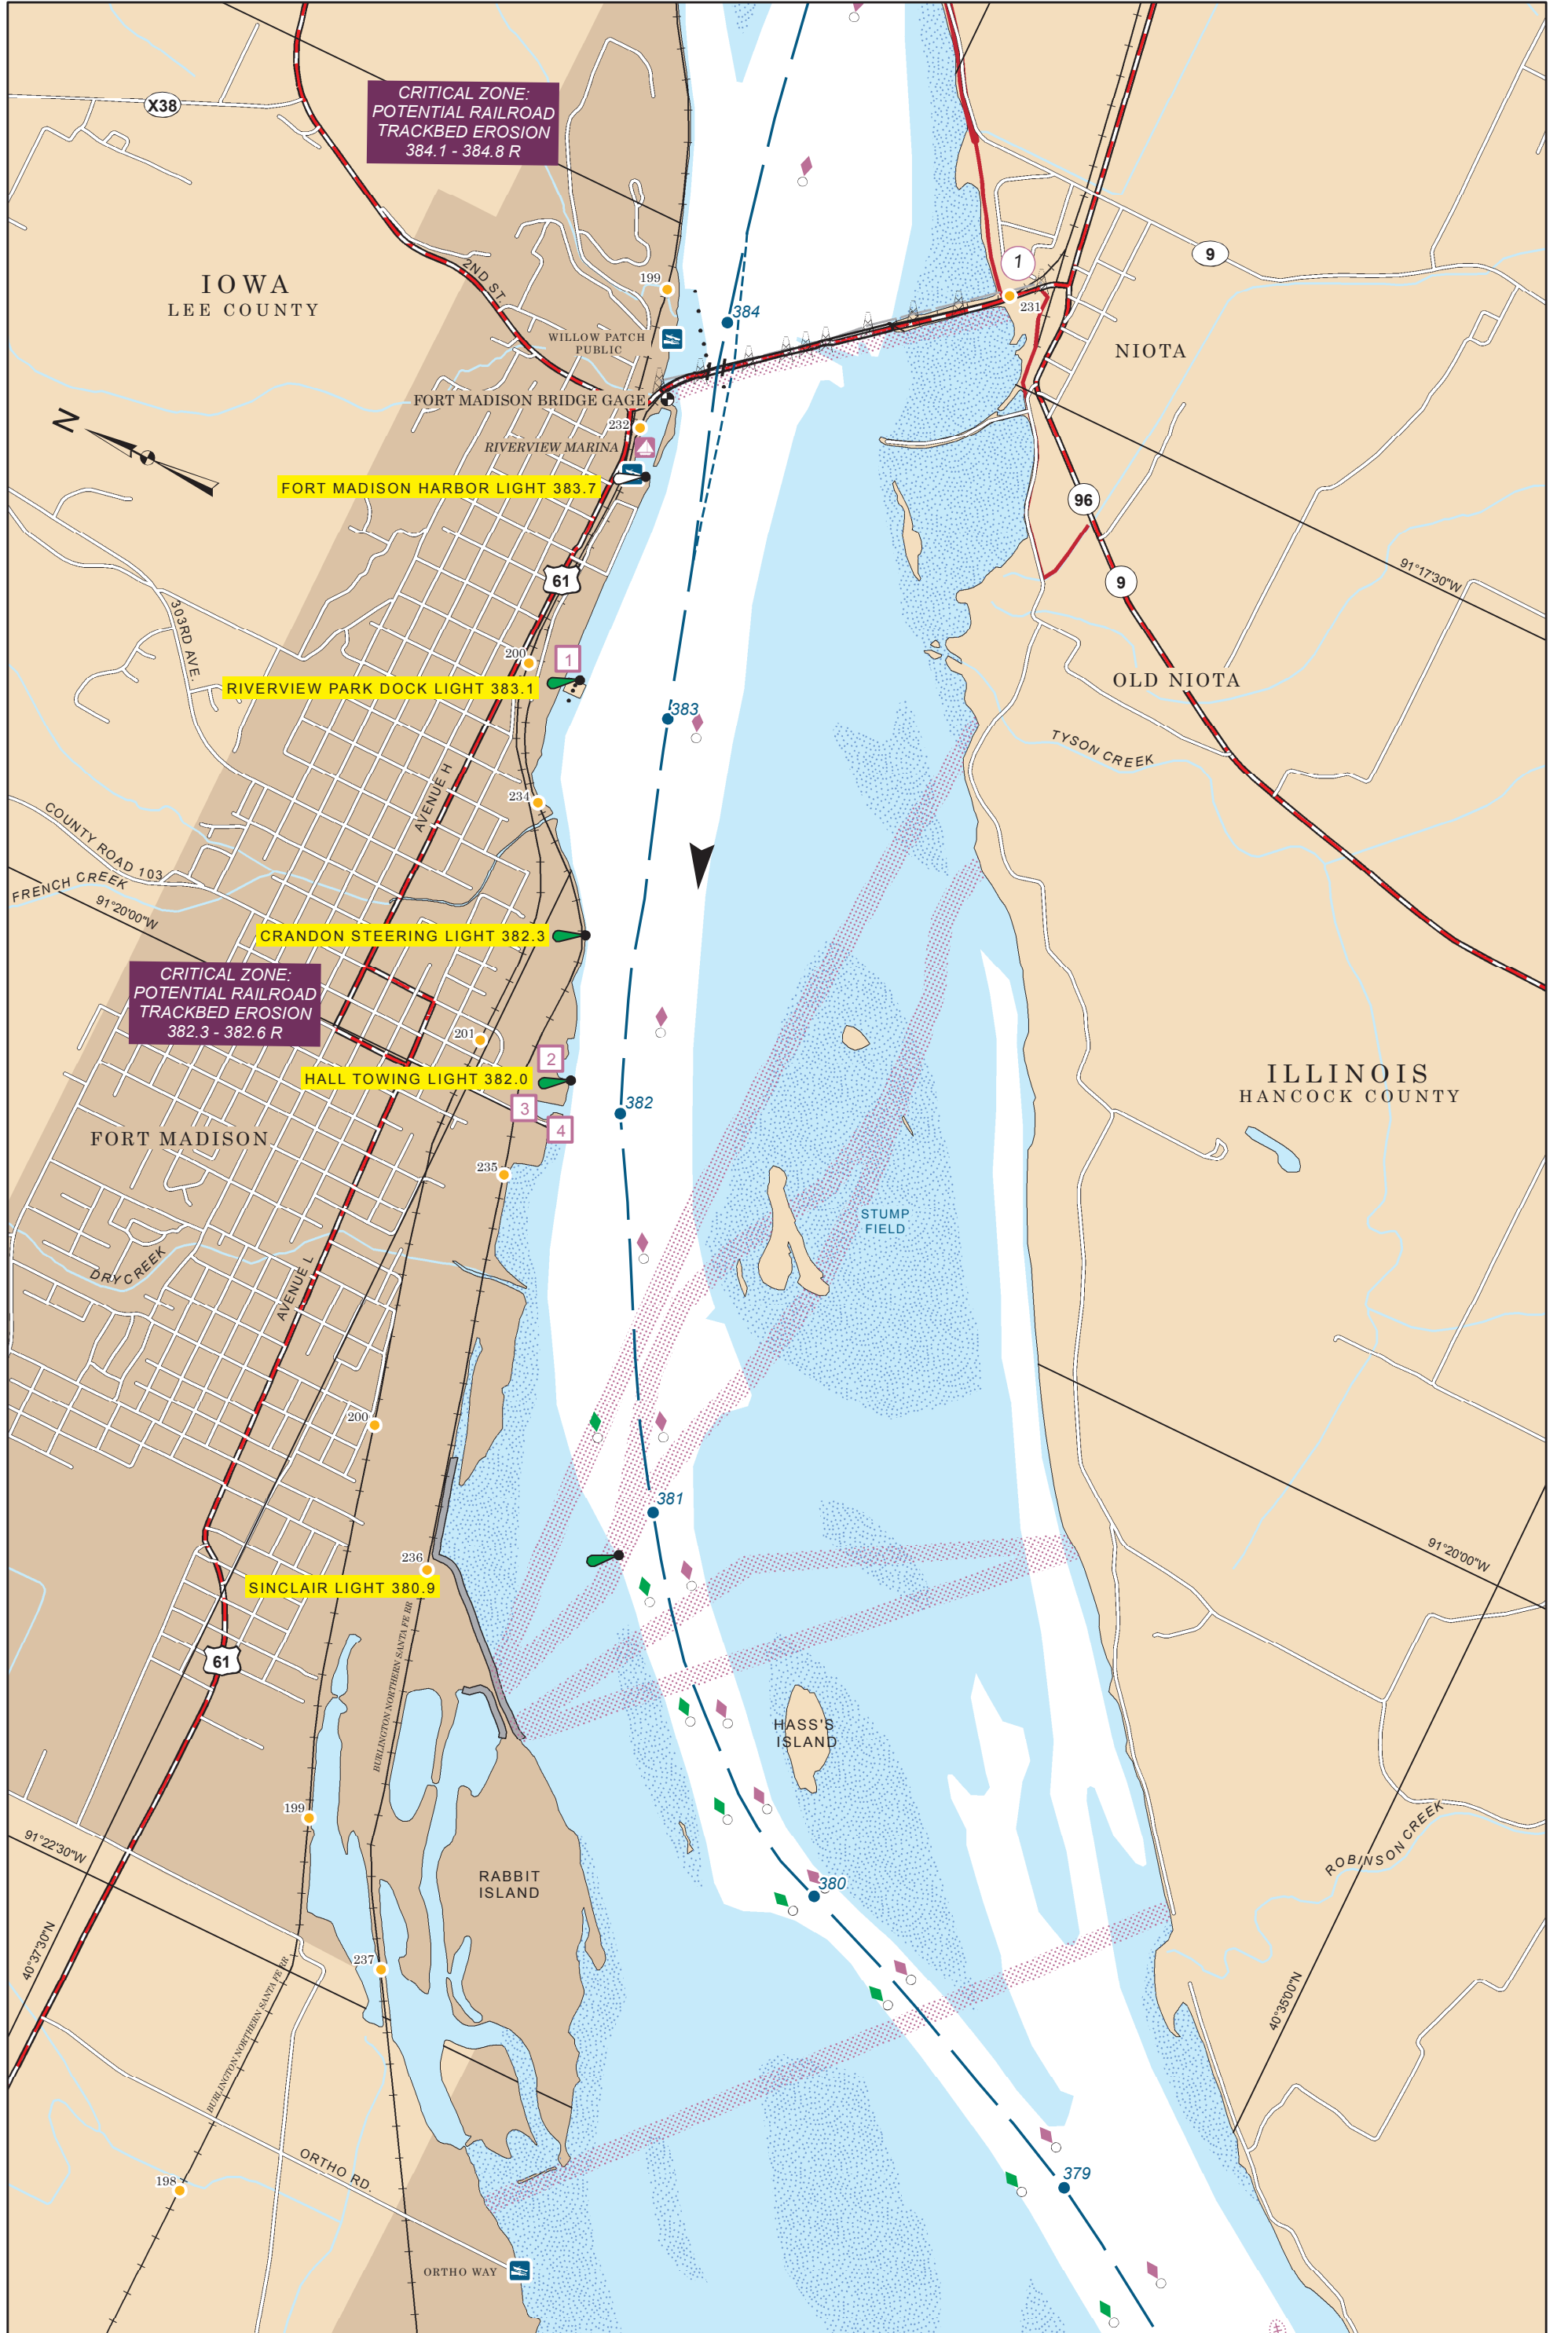 CRITICAL ZONE:
POTENTIAL RAILROAD
TRACKBED EROSION
384.1 - 384.8 R
X38
9
1
IOWA
LEE COUNTY
2ND ST.
199
231
384
WILLOW PATCH
PUBLIC
NIOTA
FORT MADISON BRIDGE GAGE
232
N
RIVERVIEW MARINA
FORT MADISON HARBOR LIGHT 383.7
96
61
9
91°17'30"W
303RD AVE.
200
1
RIVERVIEW PARK DOCK LIGHT 383.1
OLD NIOTA
383
TYSON CREEK
234
AVENUE H
COUNTY ROAD 103
FRENCH CREEK
91°20'00"W
CRANDON STEERING LIGHT 382.3
CRITICAL ZONE:
POTENTIAL RAILROAD
TRACKBED EROSION
382.3 - 382.6 R
201
2
HALL TOWING LIGHT 382.0
ILLINOIS
HANCOCK COUNTY
382
3
4
FORT MADISON
235
STUMP
FIELD
DRY CREEK
AVENUE L
200
381
236
91°20'00"W
SINCLAIR LIGHT 380.9
BURLINGTON NORTHERN SANTA FE RR
61
HASS'S
ISLAND
199
91°22'30"W
ROBINSON CREEK
RABBIT
ISLAND
380
40°37'30"N
237
BURLINGTON NORTHERN SANTA FE RR
40°35'00"N
ORTHO RD.
198
379
ORTHO WAY